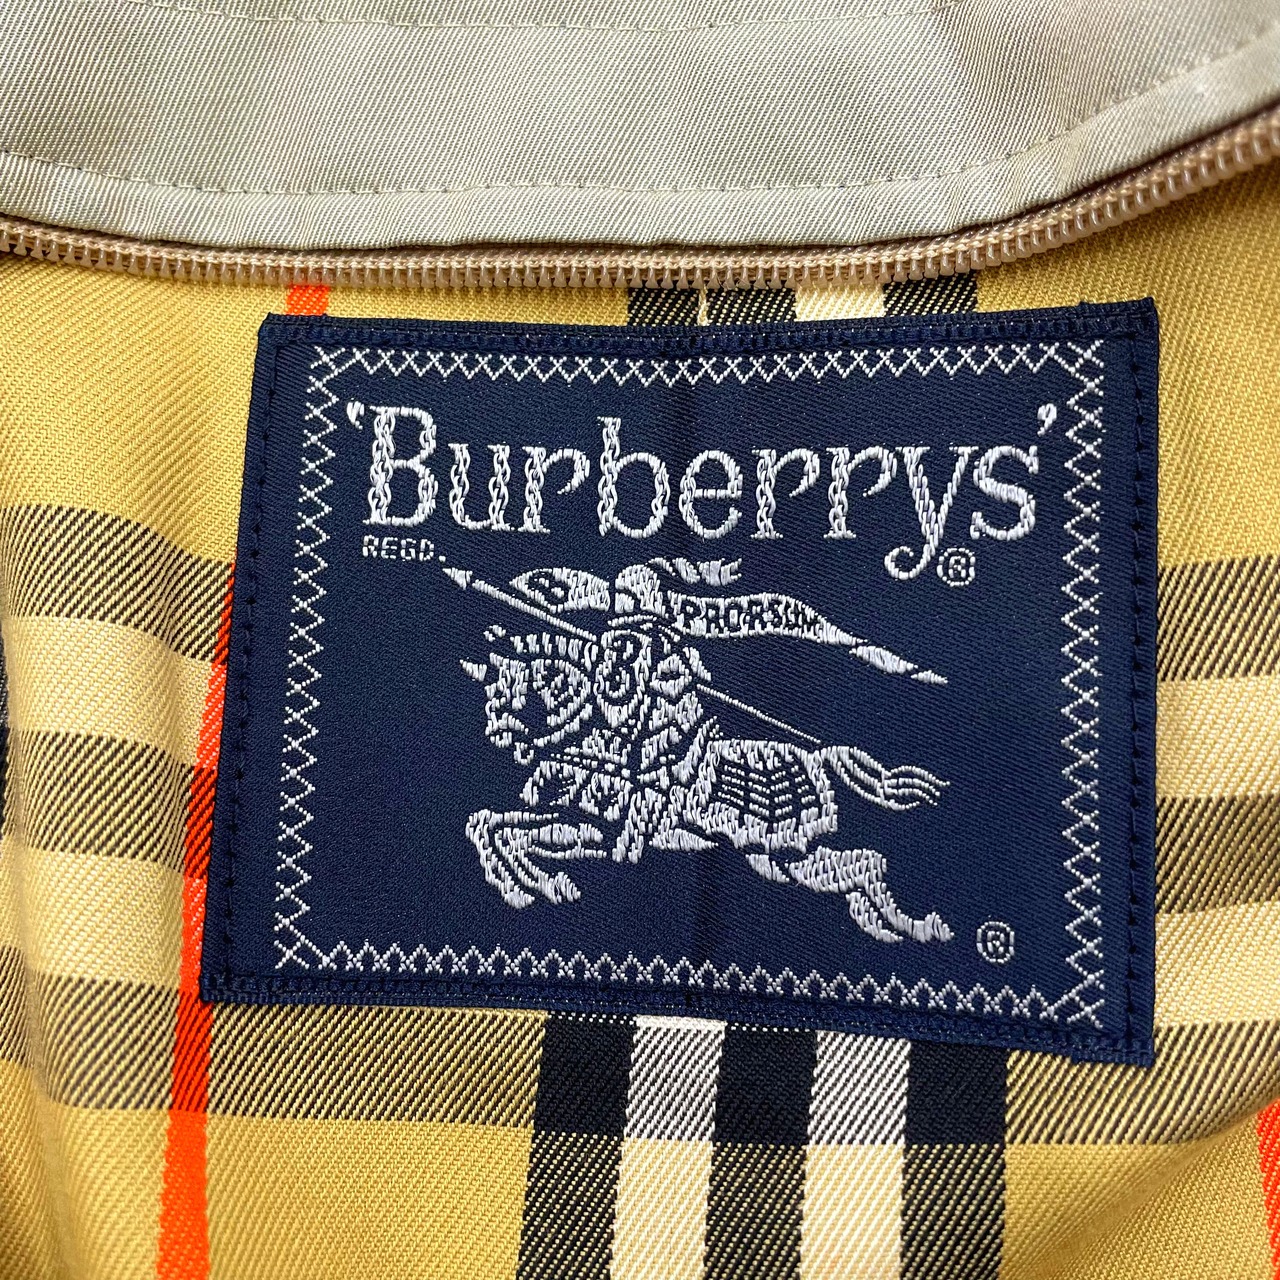 'Burberrys'
REGD. ®
PRORSUM
B
®